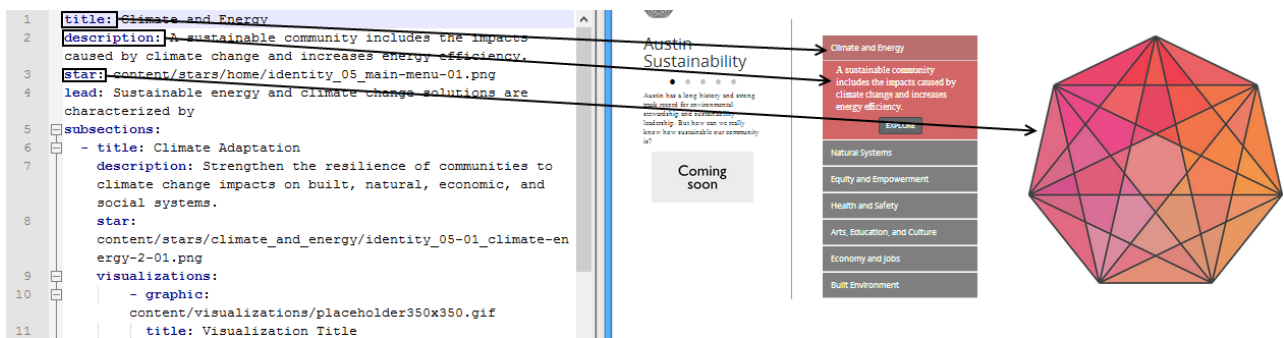 1 title: Climate and Energy
2 description: A sustainable community includes the impacts
caused by climate change and increases energy efficiency.
3 star: content/stars/home/identity_05_main-menu-01.png
4 lead: Sustainable energy and climate change solutions are
characterized by
5 subsections:
6 - title: Climate Adaptation
7 description: Strengthen the resilience of communities to
climate change impacts on built, natural, economic, and
social systems.
8 star:
content/stars/climate_and_energy/identity_05-01_climate-en
ergy-2-01.png
9 visualizations:
10 - graphic:
content/visualizations/placeholder350x350.gif
11 title: Visualization Title
Austin
Sustainability
Austin has a long history and strong
track record for environmental
stewardship and sustainability
leadership. But how can we really
know how sustainable our community
is?
Coming
soon
Climate and Energy
A sustainable community
includes the impacts caused by
climate change and increases
energy efficiency.
EXPLORE
Natural Systems
Equity and Empowerment
Health and Safety
Arts, Education, and Culture
Economy and Jobs
Built Environment